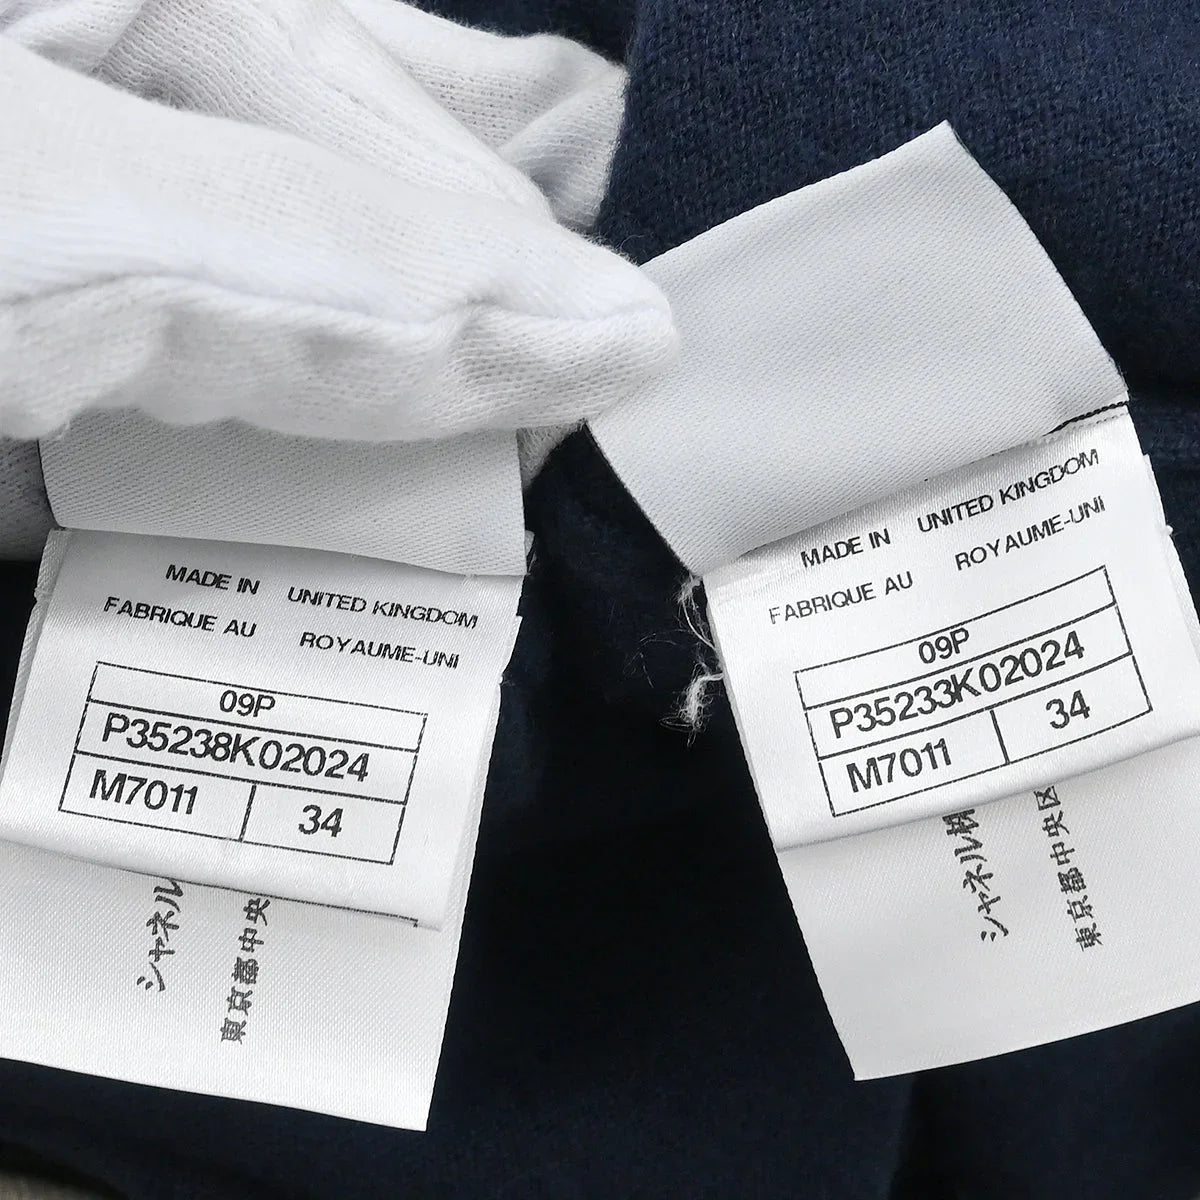 MADE IN UNITED KINGDOM
FABRIQUE AU ROYAUME-UNI
09P
P35238K02024
M7011 34
シャネル
東京都中央
MADE IN UNITED KINGDOM
FABRIQUE AU ROYAUME-UNI
09P
P35233K02024
M7011 34
シャネル株
東京都中央区